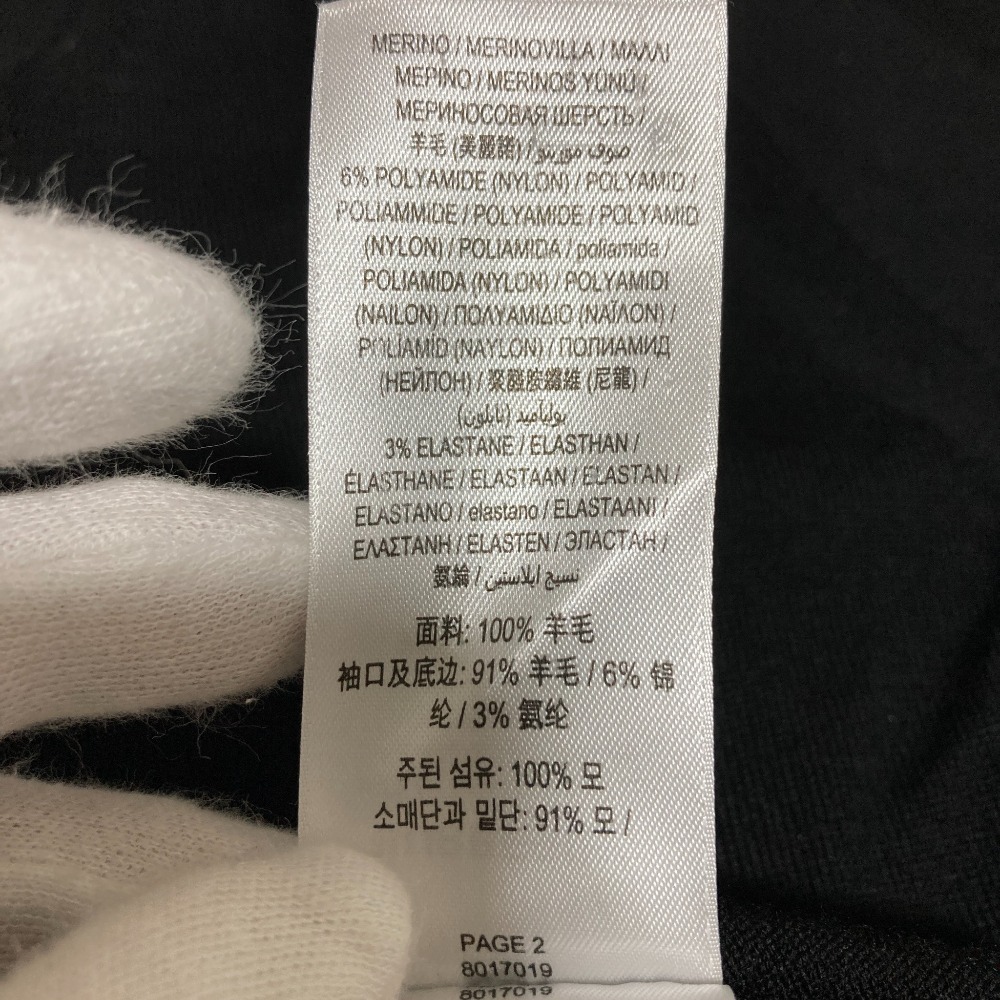 MERINO / MERINOVILLA / ΜΑΛΛΙ
ΜΕΡΙΝΟ / MERINOS YÜNÜ /
МЕРИНОСОВАЯ ШЕРСТЬ /
羊毛 (美麗諾) / صوف مورينو
6% POLYAMIDE (NYLON) / POLYAMID /
POLIAMMIDE / POLYAMIDE / POLYAMID
(NYLON) / POLIAMIDA / poliamida /
POLIAMIDA (NYLON) / POLYAMIDI
(NAILON) / ΠΟΛΥΑΜΙΔΙΟ (ΝΑΪΛΟΝ) /
POLIAMID (NAYLON) / ПОЛИАМИД
(НЕЙЛОН) / 聚醯胺纖維 (尼龍) /
بولياميد (نايلون)
3% ELASTANE / ELASTHAN /
ÉLASTHANE / ELASTAAN / ELASTAN /
ELASTANO / elastano / ELASTAANI /
ΕΛΑΣΤΑΝΗ / ELASTEN / ЭЛАСТАН /
氨綸 / نسيج ايلاستين
面料: 100% 羊毛
袖口及底边: 91% 羊毛 / 6% 锦
纶 / 3% 氨纶
주된 섬유: 100% 모
소매단과 밑단: 91% 모 /
PAGE 2
8017019
8017019